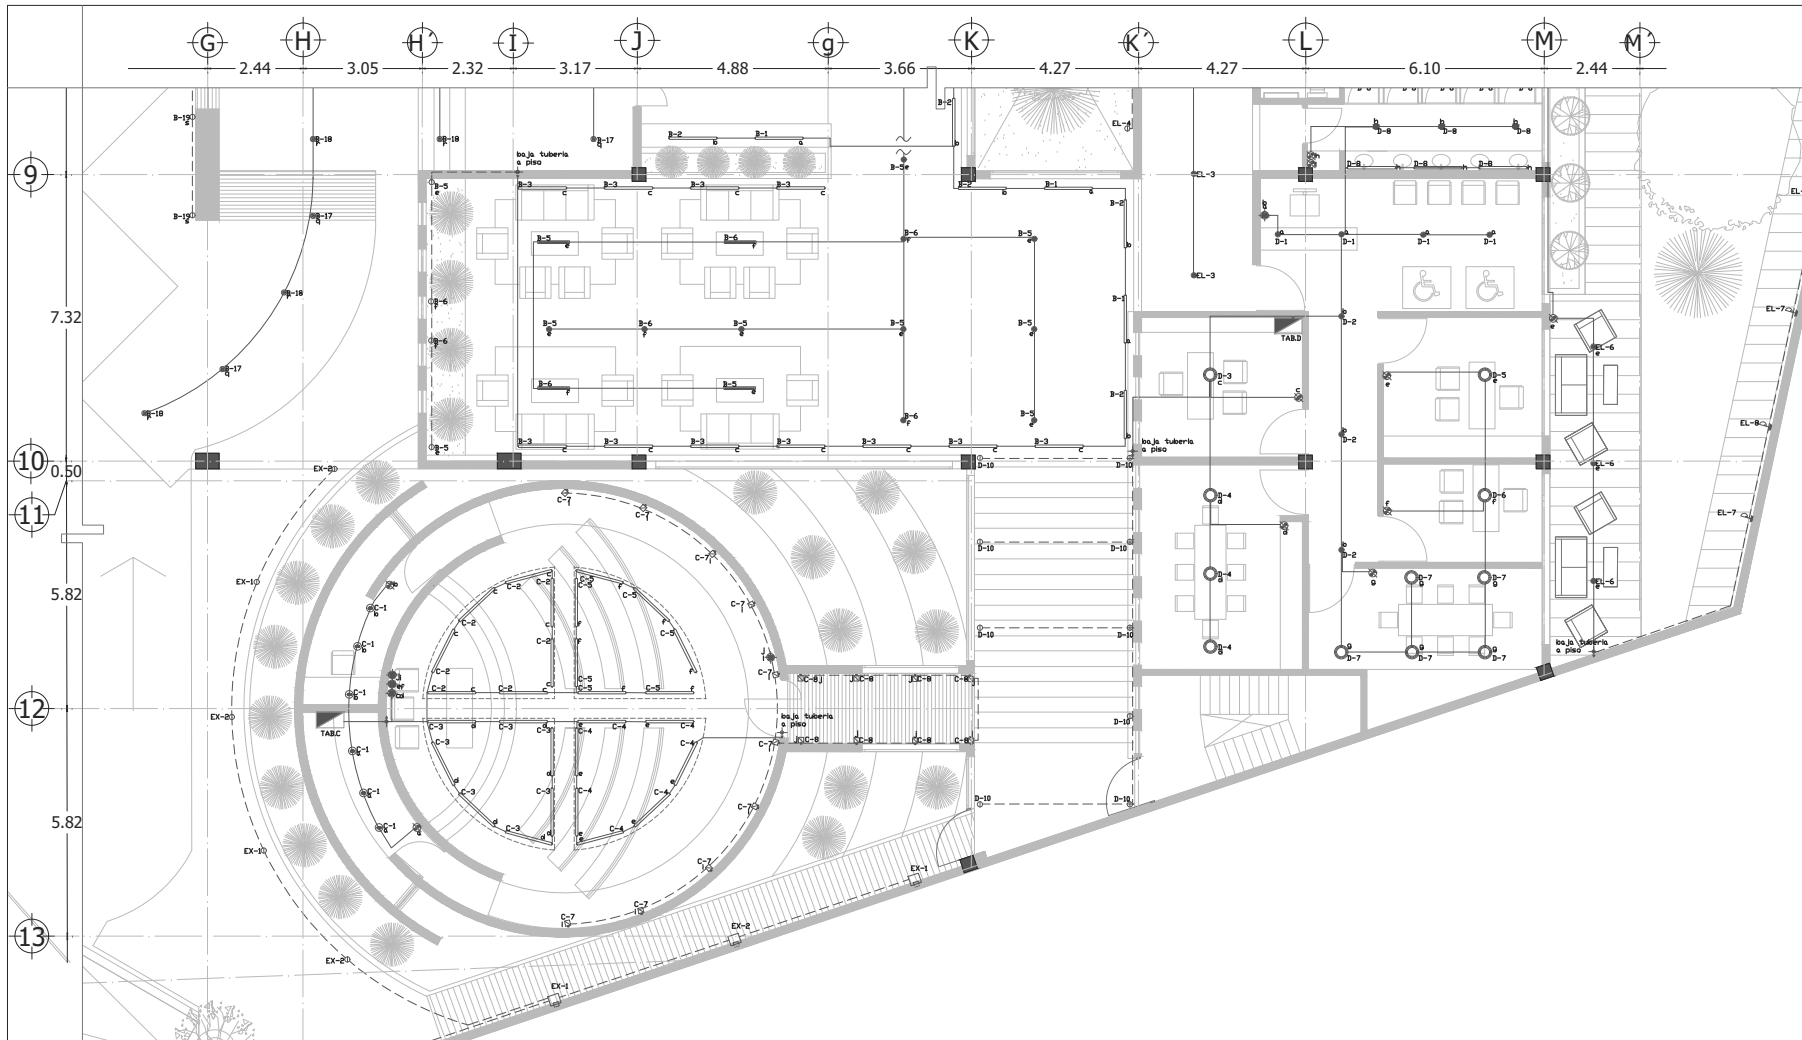 G H H´ I J g K K´ L M M´
2.44 3.05 2.32 3.17 4.88 3.66 4.27 4.27 6.10 2.44
B-19 B-18 B-18 B-17 B-2 B-1 B-2 EL-4 D-8 D-8 D-8
baja tuberia
a piso
9
B-5 B-3 B-3 B-3 B-3 B-5 B-2 B-1 EL-3 D-8 D-8 D-8
B-19 B-17 B-2
B-5 B-6 B-6 B-5 D-1 D-1 D-1 D-1
EL-3
B-18 B-6 B-1 EL-7
7.32
B-5 B-6 B-5 B-5 B-5 D-2
B-6 TAB.D EL-6
B-17 D-3 D-5
B-6 B-5 B-2
B-18 B-6 B-5 EL-8
B-5 B-3 B-3 B-3 B-3 B-3 B-3 B-3 D-2
baja tuberia
a piso
10
0.50
EX-2 D-10 D-10 EL-6
C-7 D-4 D-6
11
C-7 EL-7
C-7 D-10 D-10 D-2
EX-1 C-2 C-2 C-5 D-4 D-7 D-7 EL-6
5.82
C-1 C-5 C-7
C-2 C-5 D-10 D-10
C-1 C-2 D-4 D-7 D-7 D-7
baja tuberia
a piso
C-2 C-5 C-7 C-8 C-8 C-8 C-8
C-1 C-2 C-2 C-5 C-5
12
EX-2 D-10
baja tuberia
a piso
TAB.C C-3 C-3 C-3 C-4 C-4 C-4
C-1 C-3 C-4 C-7 C-8 C-8 C-8 C-8
C-1 C-3 C-3 C-4 C-4 C-7 D-10 D-10
5.82
C-1 C-3 C-4
EX-1 C-7 EX-1
C-7 C-7
13
EX-2
EX-2
EX-1